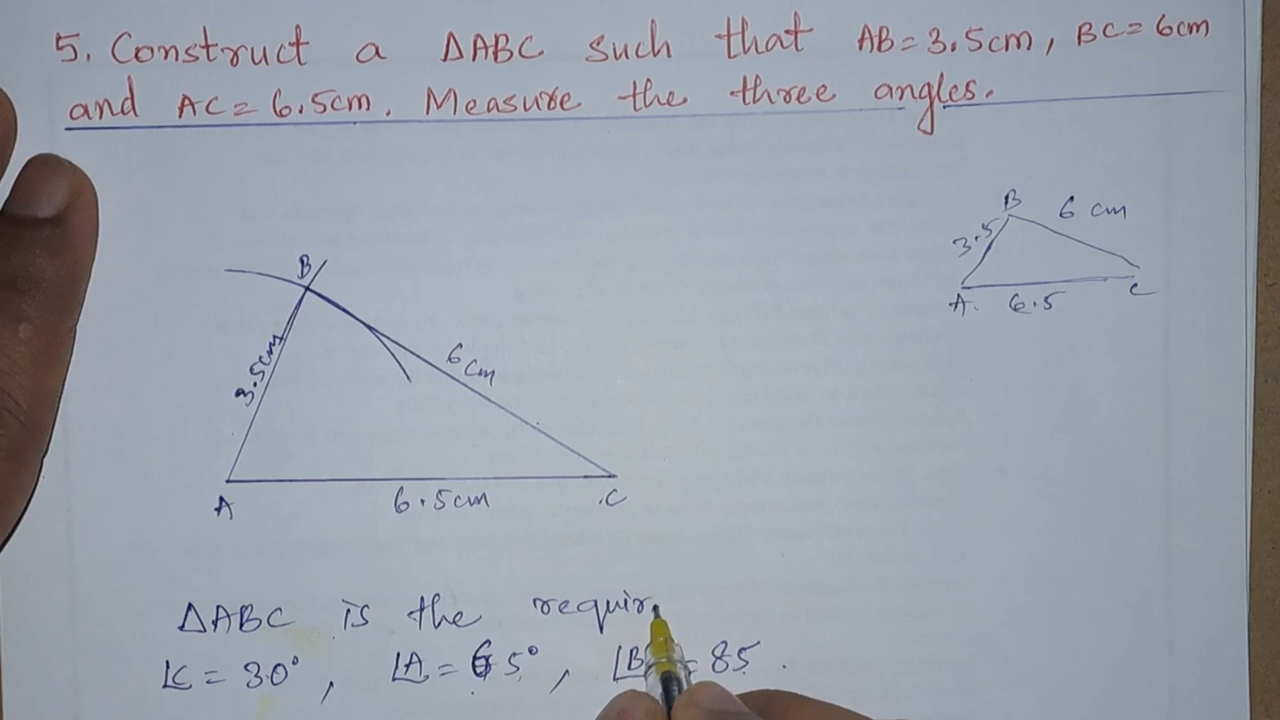 5. Construct a ΔABC such that AB = 3.5cm, BC = 6cm
and AC = 6.5cm. Measure the three angles.
B 6 cm
3.5
A. 6.5 C
B
3.5cm 6cm
A 6.5cm C
ΔABC is the requir
∠C = 30°, ∠A = 65°, ∠B = 85.